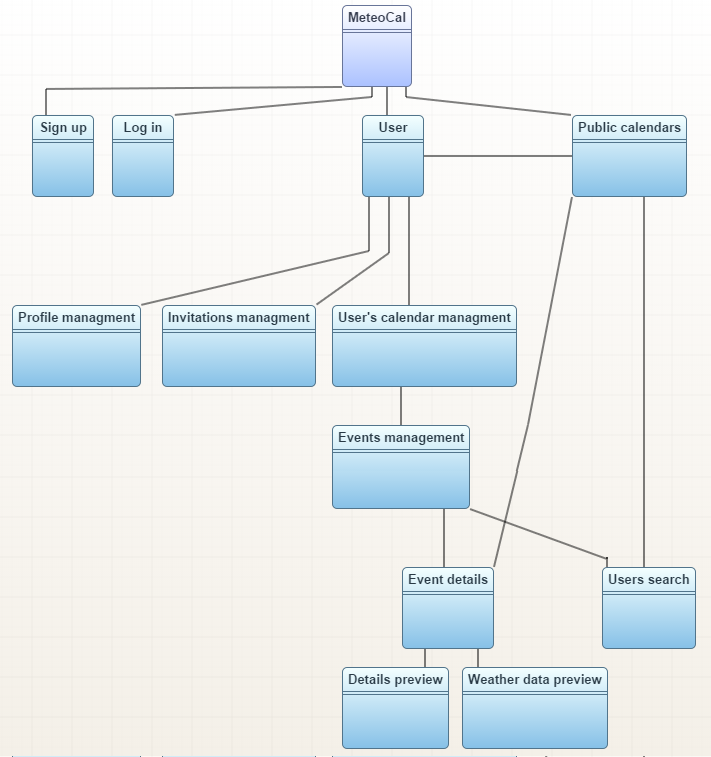 MeteoCal
Sign up
Log in
User
Public calendars
Profile managment
Invitations managment
User's calendar managment
Events management
Event details
Users search
Details preview
Weather data preview